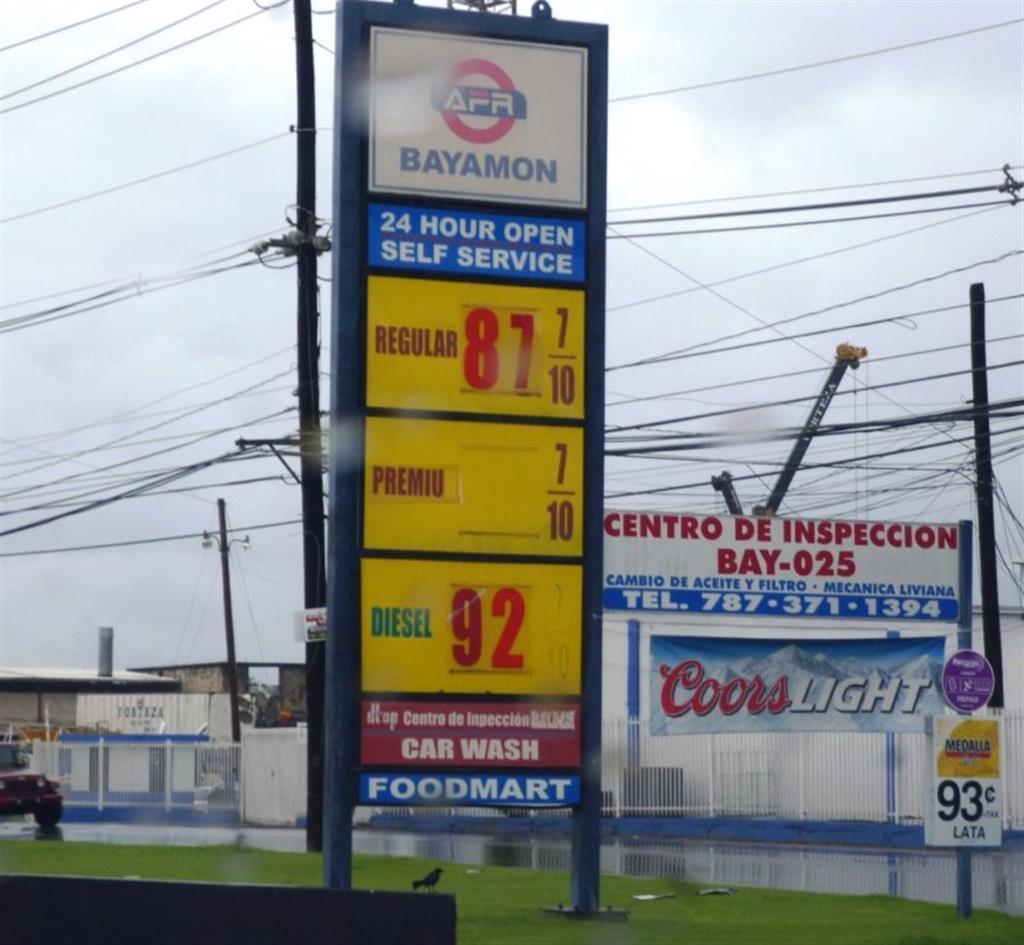 AFR
BAYAMON
24 HOUR OPEN
SELF SERVICE
REGULAR 87 7/10
PREMIU 7/10
DIESEL 92
Centro de Inpección
CAR WASH
FOODMART
CENTRO DE INSPECCION
BAY-025
CAMBIO DE ACEITE Y FILTRO • MECANICA LIVIANA
TEL. 787•371•1394
Coors LIGHT
MEDALLA
93¢
LATA
FORTEZA